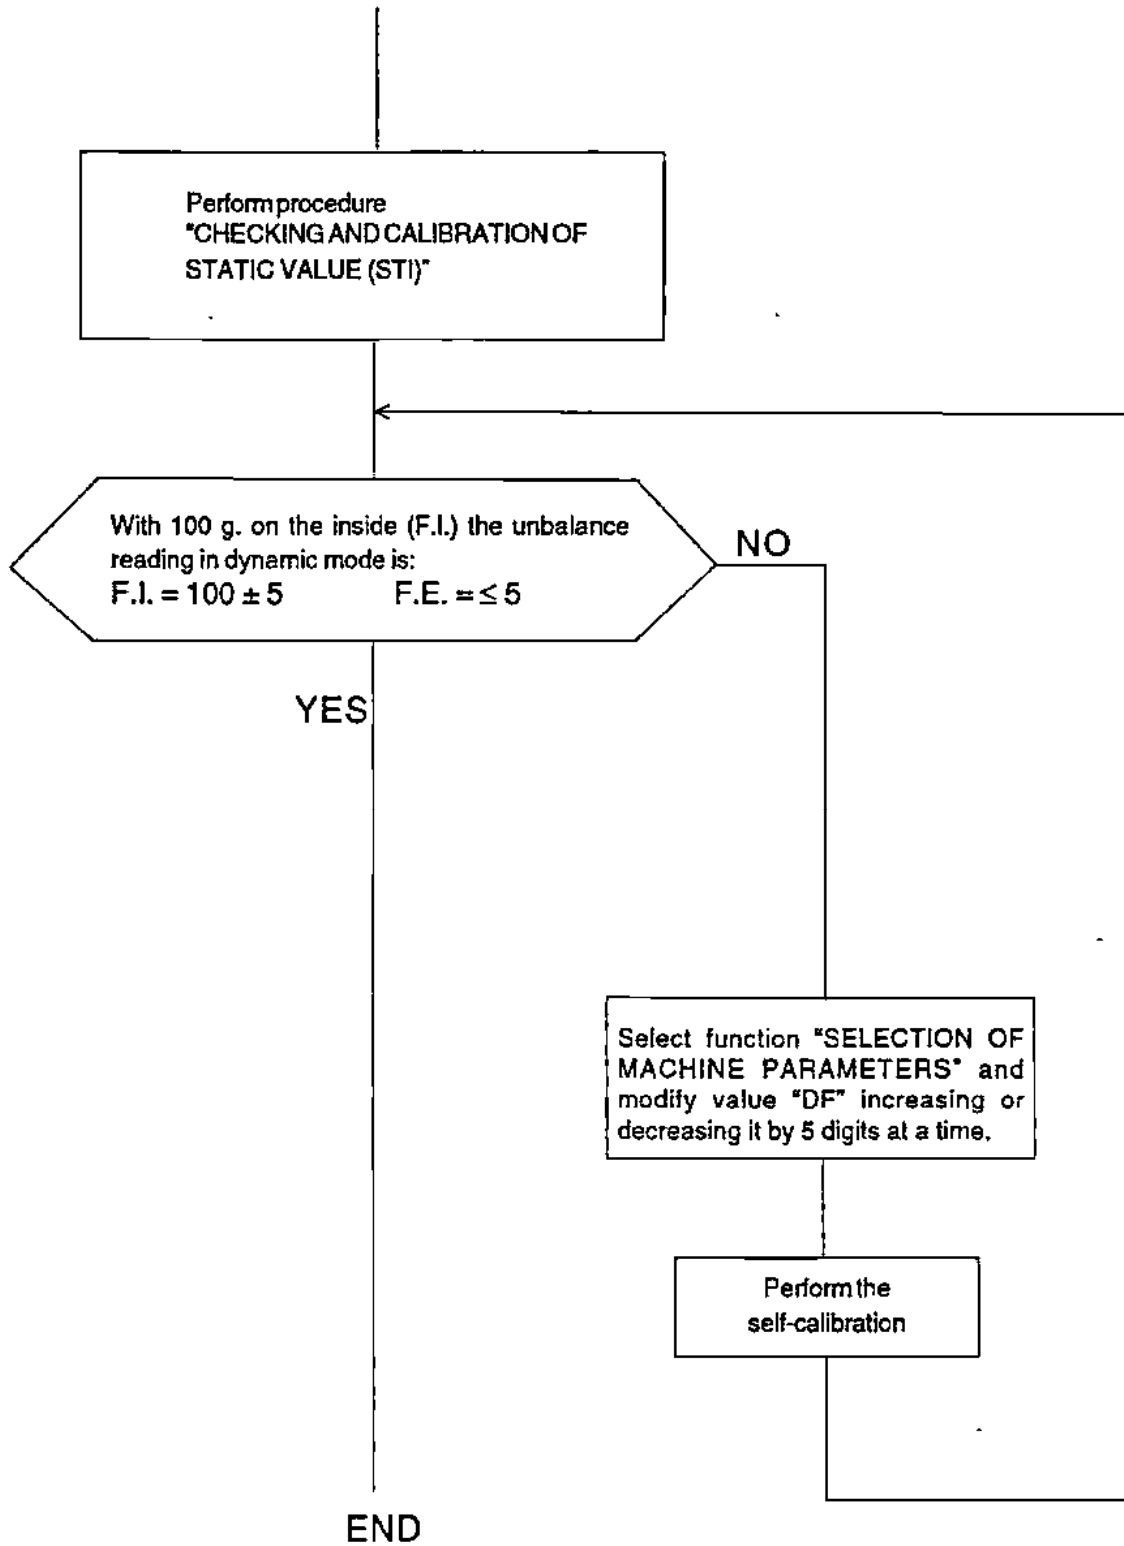 Perform procedure
"CHECKING AND CALIBRATION OF
STATIC VALUE (STI)"
With 100 g. on the inside (F.I.) the unbalance
reading in dynamic mode is:
F.I. = 100 ± 5 F.E. = ≤ 5
NO
YES
Select function "SELECTION OF
MACHINE PARAMETERS" and
modify value "DF" increasing or
decreasing it by 5 digits at a time.
Perform the
self-calibration
END